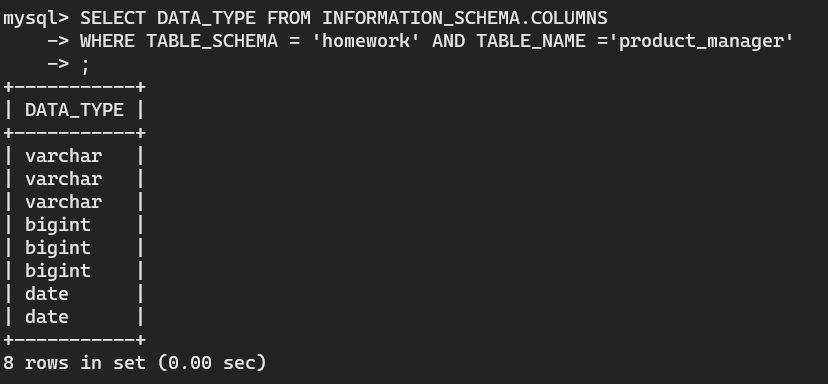 mysql> SELECT DATA_TYPE FROM INFORMATION_SCHEMA.COLUMNS
    -> WHERE TABLE_SCHEMA = 'homework' AND TABLE_NAME ='product_manager'
    -> ;
+-----------+
| DATA_TYPE |
+-----------+
| varchar   |
| varchar   |
| varchar   |
| bigint    |
| bigint    |
| bigint    |
| date      |
| date      |
+-----------+
8 rows in set (0.00 sec)